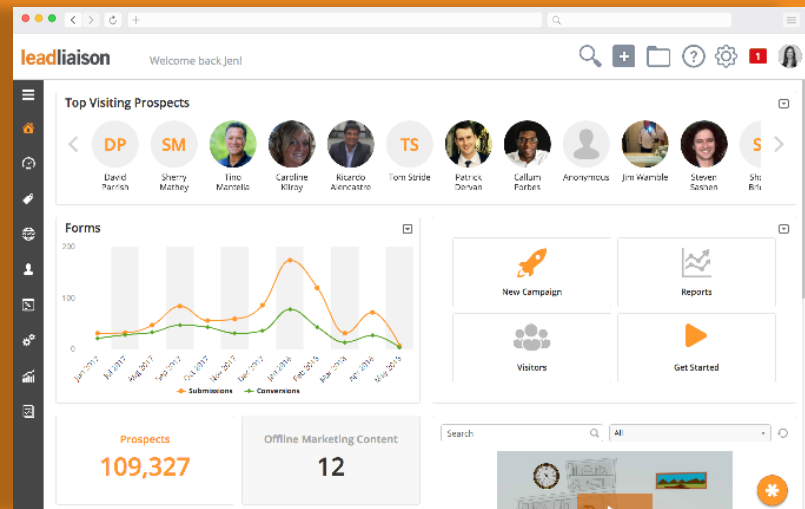 leadliaison
Welcome back Jen!
1
Top Visiting Prospects
DP
SM
TS
S
David Parrish
Sherry Mathey
Tino Mantella
Caroline Kilroy
Ricardo Alencastre
Tom Stride
Patrick Dervan
Callum Forbes
Anonymous
Jim Wamble
Steven Sashen
Forms
200
100
0
Jun 2017
Jul 2017
Aug 2017
Sep 2017
Oct 2017
Nov 2017
Dec 2017
Jan 2018
Feb 2018
Mar 2018
Apr 2018
May 2018
Submissions
Conversions
New Campaign
Reports
Visitors
Get Started
Prospects
109,327
Offline Marketing Content
12
Search
All